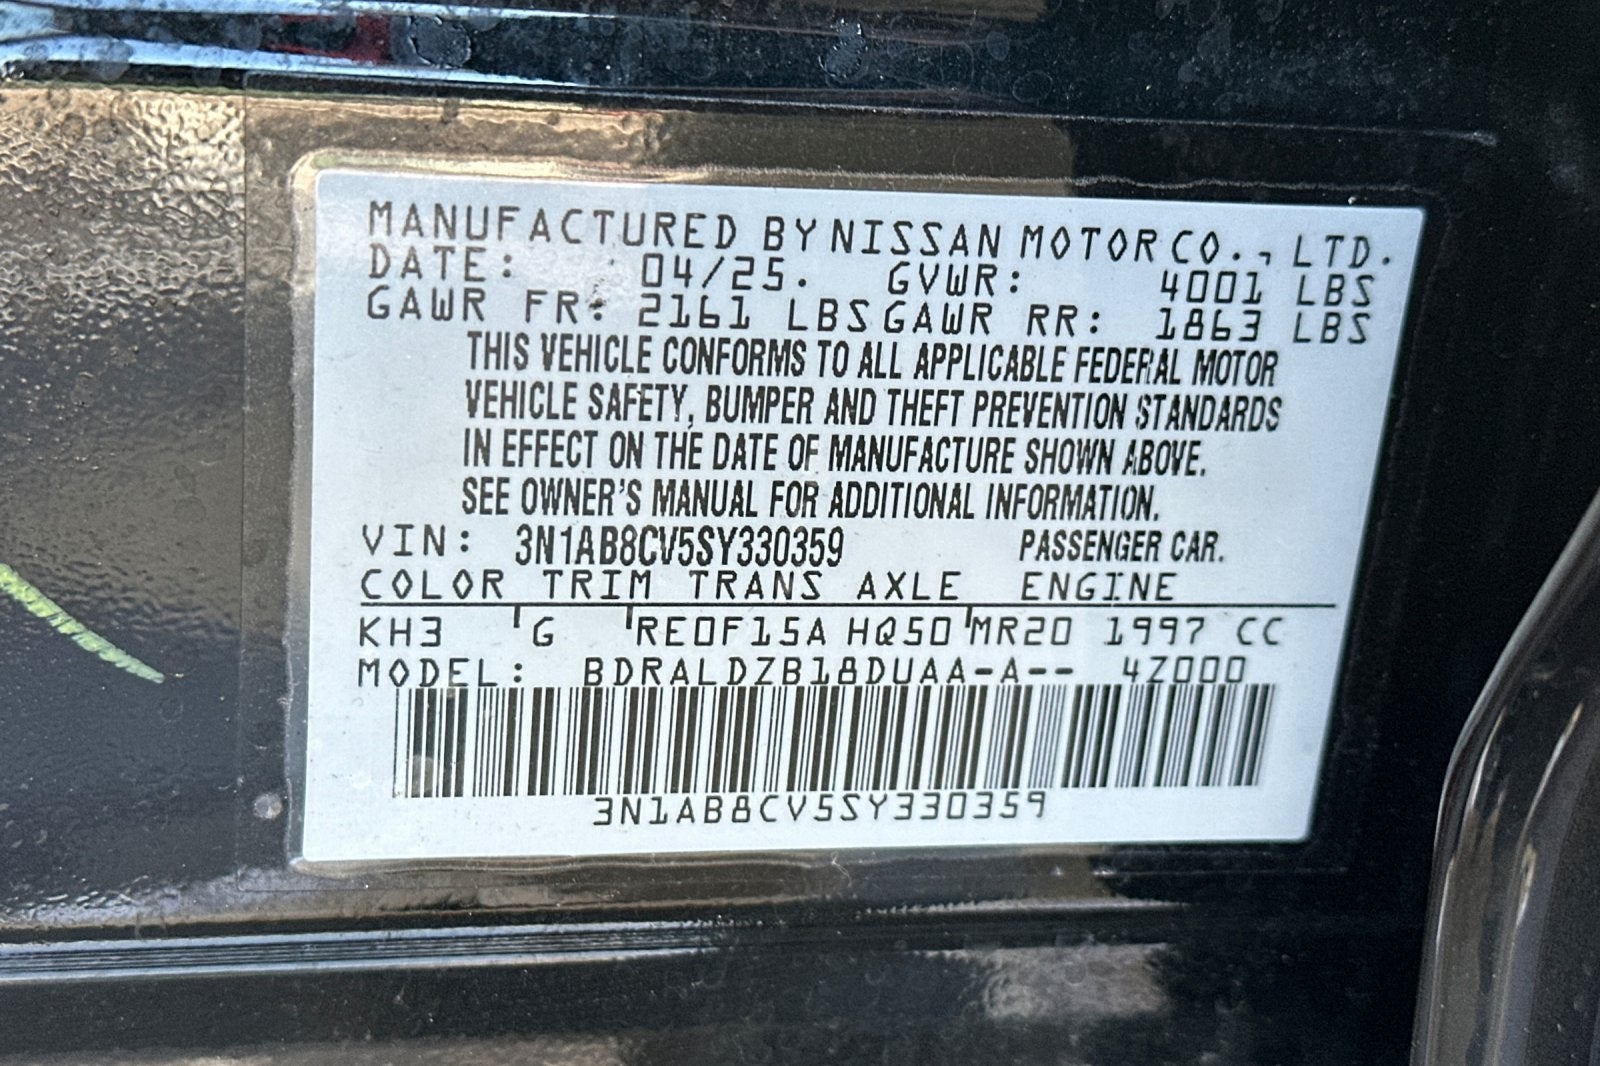 MANUFACTURED BY NISSAN MOTOR CO., LTD.
DATE: 04/25. GVWR: 4001 LBS
GAWR FR: 2161 LBS GAWR RR: 1863 LBS
THIS VEHICLE CONFORMS TO ALL APPLICABLE FEDERAL MOTOR
VEHICLE SAFETY, BUMPER AND THEFT PREVENTION STANDARDS
IN EFFECT ON THE DATE OF MANUFACTURE SHOWN ABOVE.
SEE OWNER'S MANUAL FOR ADDITIONAL INFORMATION.
VIN: 3N1AB8CV5SY330359 PASSENGER CAR.
COLOR TRIM TRANS AXLE ENGINE
KH3 G RE0F15A HQ50 MR20 1997 CC
MODEL: BDRALDZB18DUAA-A-- 4Z000
3N1AB8CV5SY330359